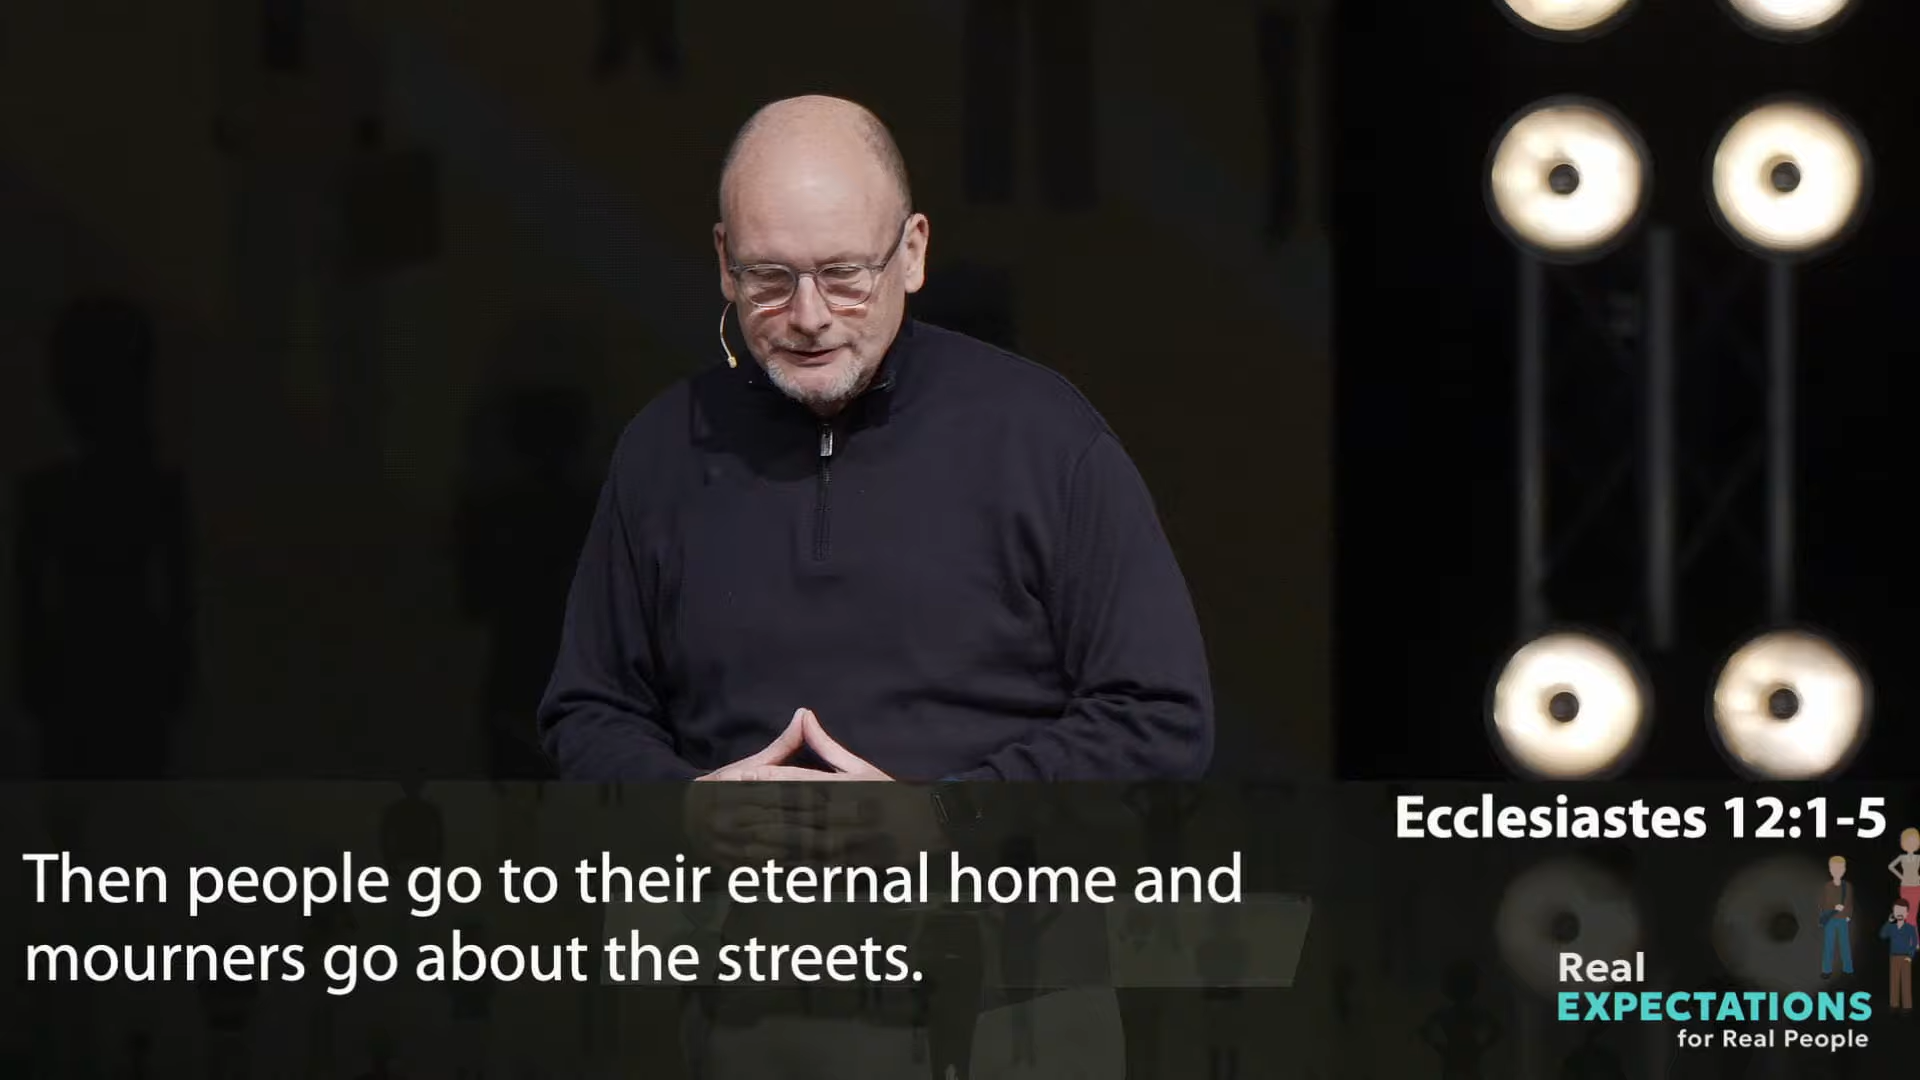 Ecclesiastes 12:1-5
Then people go to their eternal home and
mourners go about the streets.
Real
EXPECTATIONS
for Real People